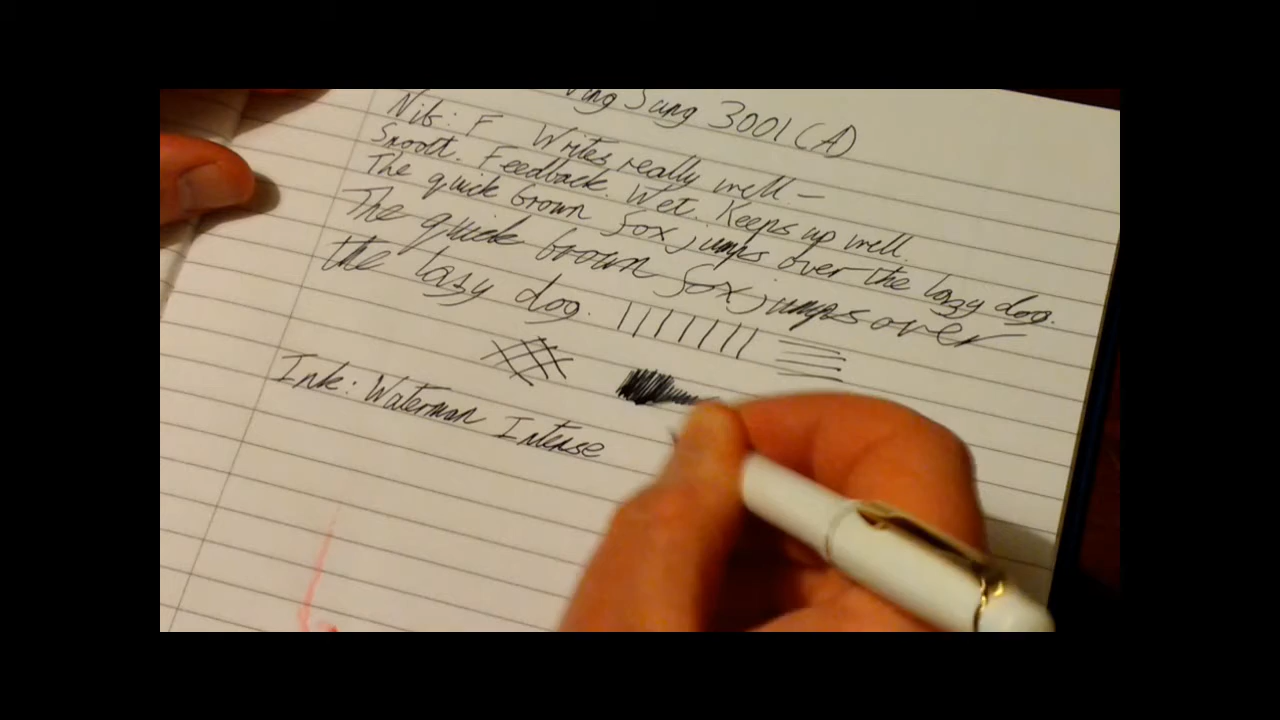 Sung 3001 (A)
Nib: F Writes really well –
Smooth. Feedback. Wet. Keeps up well.
The quick brown fox jumps over the lazy dog.
The quick brown fox jumps over
the lazy dog.
Ink: Waterman Intense